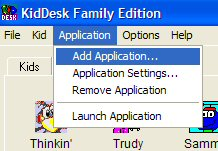 KidDesk Family Edition
File Kid Application Options Help
Add Application...
Application Settings...
Remove Application
Launch Application
Kids
Thinkin' Trudy Samm